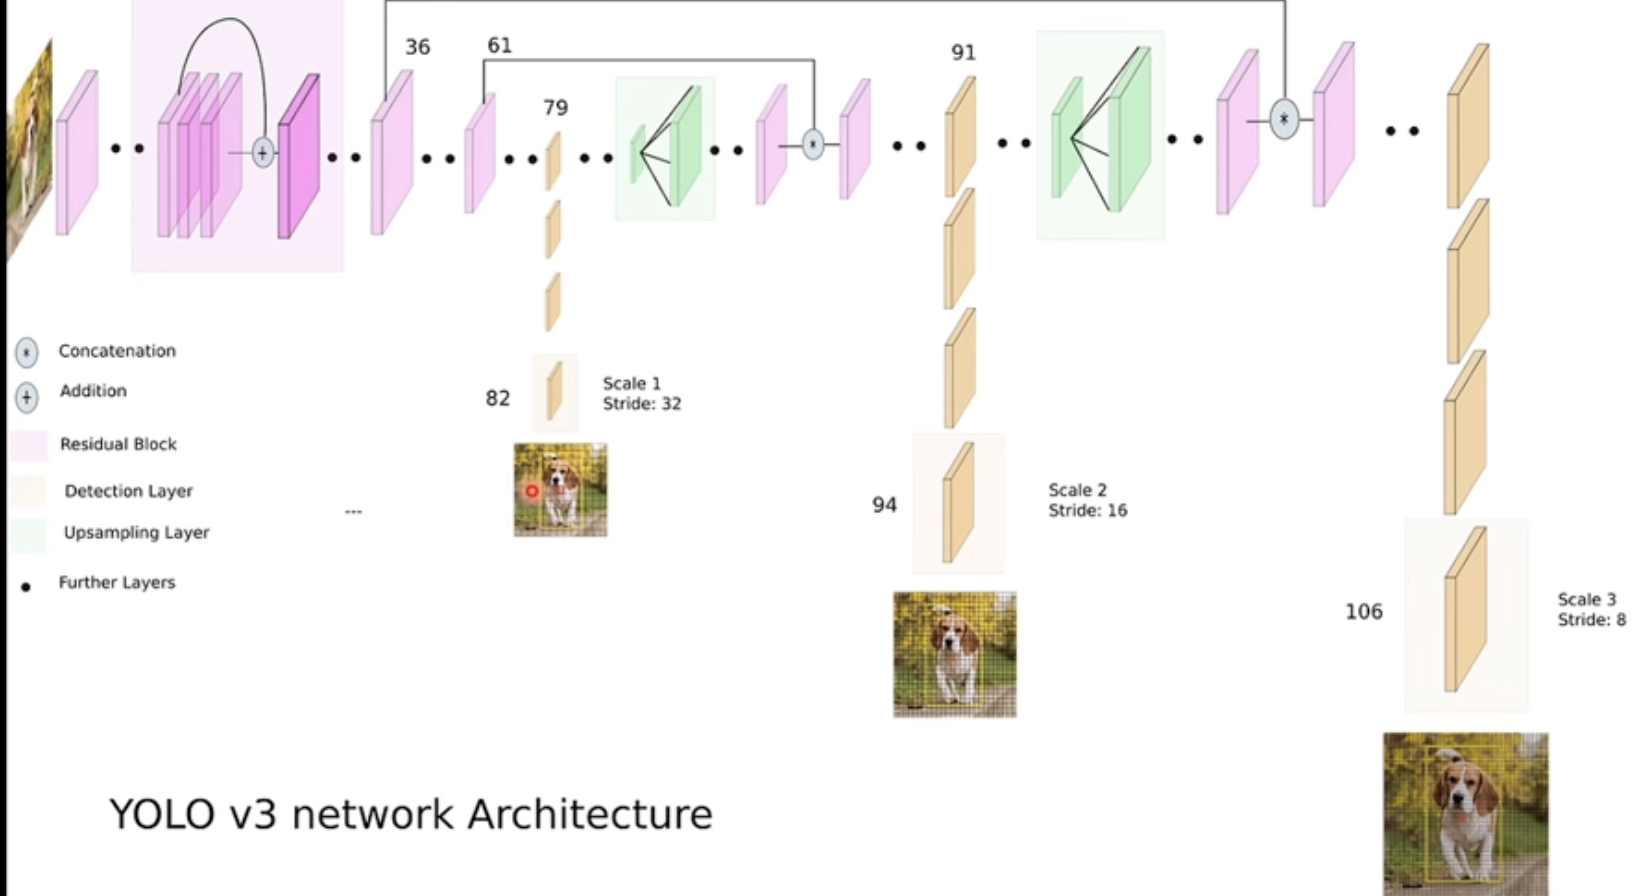 36
61
91
79
*
*
+
* Concatenation
+ Addition
82
Scale 1
Stride: 32
Residual Block
Detection Layer
Upsampling Layer
Further Layers
---
94
Scale 2
Stride: 16
106
Scale 3
Stride: 8
YOLO v3 network Architecture